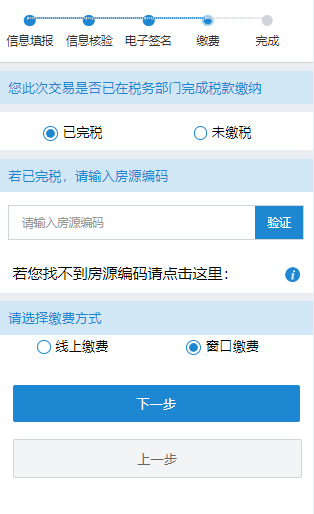 信息填报 信息核验 电子签名 缴费 完成
您此次交易是否已在税务部门完成税款缴纳
已完税 未缴税
若已完税，请输入房源编码
请输入房源编码 验证
若您找不到房源编码请点击这里： i
请选择缴费方式
线上缴费 窗口缴费
下一步
上一步